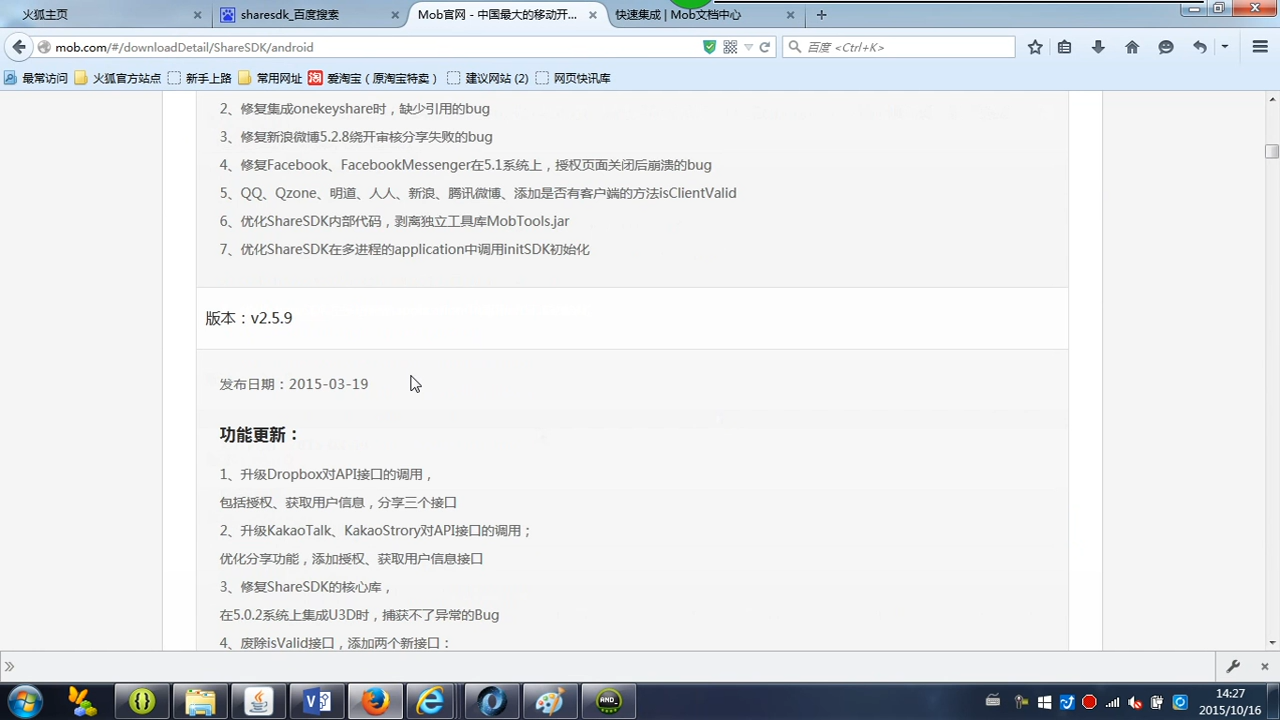 火狐主页
sharesdk_百度搜索
Mob官网 - 中国最大的移动开...
快速集成 | Mob文档中心
mob.com/#/downloadDetail/ShareSDK/android
百度 <Ctrl+K>
最常访问
火狐官方站点
新手上路
常用网址
淘
爱淘宝（原淘宝特卖）
建议网站 (2)
网页快讯库
2、修复集成onekeyshare时，缺少引用的bug
3、修复新浪微博5.2.8绕开审核分享失败的bug
4、修复Facebook、FacebookMessenger在5.1系统上，授权页面关闭后崩溃的bug
5、QQ、Qzone、明道、人人、新浪、腾讯微博、添加是否有客户端的方法isClientValid
6、优化ShareSDK内部代码，剥离独立工具库MobTools.jar
7、优化ShareSDK在多进程的application中调用initSDK初始化
版本：v2.5.9
发布日期：2015-03-19
功能更新：
1、升级Dropbox对API接口的调用，
包括授权、获取用户信息，分享三个接口
2、升级KakaoTalk、KakaoStrory对API接口的调用；
优化分享功能，添加授权、获取用户信息接口
3、修复ShareSDK的核心库，
在5.0.2系统上集成U3D时，捕获不了异常的Bug
4、废除isValid接口，添加两个新接口：
14:27
2015/10/16